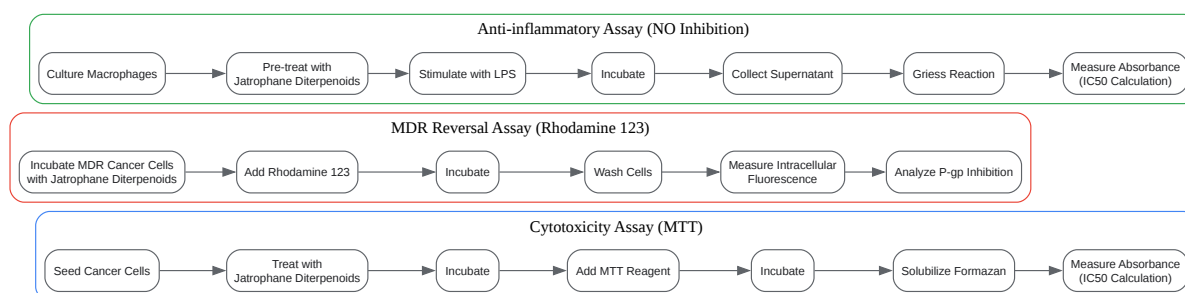 Anti-inflammatory Assay (NO Inhibition)
Culture Macrophages
Pre-treat with
Jatrophane Diterpenoids
Stimulate with LPS
Incubate
Collect Supernatant
Griess Reaction
Measure Absorbance
(IC50 Calculation)
MDR Reversal Assay (Rhodamine 123)
Incubate MDR Cancer Cells
with Jatrophane Diterpenoids
Add Rhodamine 123
Incubate
Wash Cells
Measure Intracellular
Fluorescence
Analyze P-gp Inhibition
Cytotoxicity Assay (MTT)
Seed Cancer Cells
Treat with
Jatrophane Diterpenoids
Incubate
Add MTT Reagent
Incubate
Solubilize Formazan
Measure Absorbance
(IC50 Calculation)